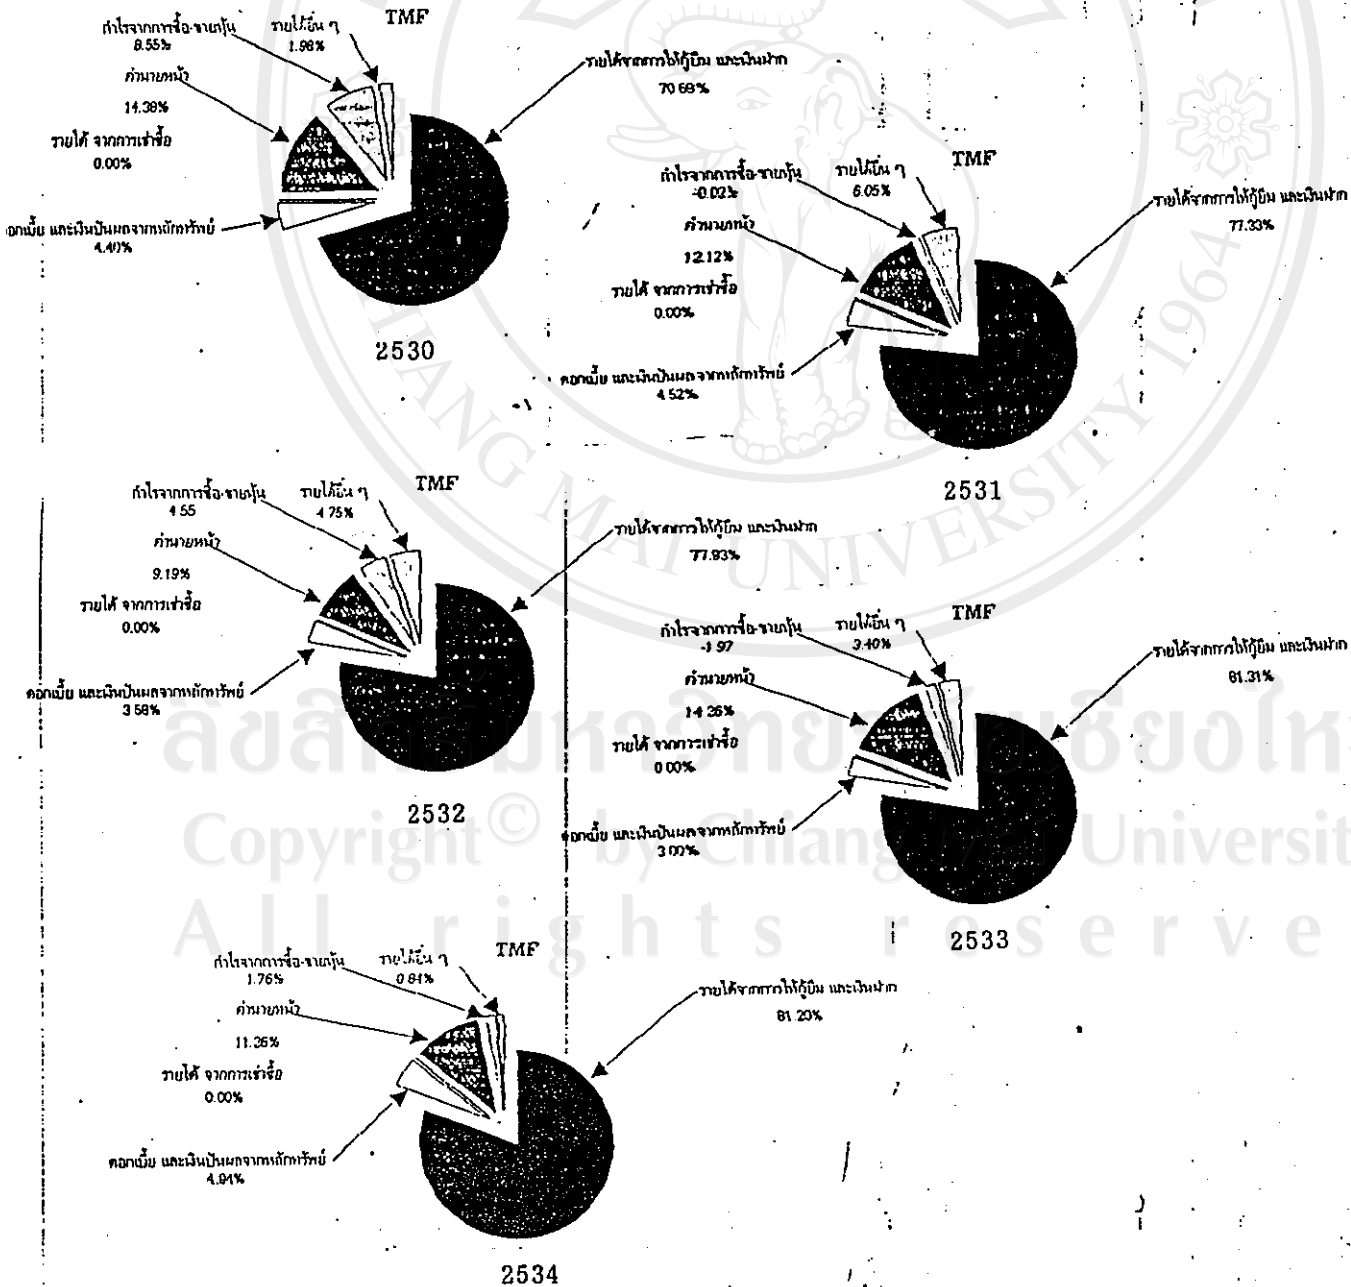 TMF
กำไรจากการซื้อ-ขายหุ้น
8.55%
รายได้อื่น ๆ
1.98%
รายได้จากการให้กู้ยืม และเงินฝาก
70.68%
ค่านายหน้า
14.38%
รายได้ จากการเช่าซื้อ
0.00%
ดอกเบี้ย และเงินปันผลจากหลักทรัพย์
4.40%
2530
TMF
กำไรจากการซื้อ-ขายหุ้น
-0.02%
รายได้อื่น ๆ
6.05%
รายได้จากการให้กู้ยืม และเงินฝาก
77.33%
ค่านายหน้า
12.12%
รายได้ จากการเช่าซื้อ
0.00%
ดอกเบี้ย และเงินปันผลจากหลักทรัพย์
4.52%
2531
TMF
กำไรจากการซื้อ-ขายหุ้น
4.55
รายได้อื่น ๆ
4.75%
รายได้จากการให้กู้ยืม และเงินฝาก
77.93%
ค่านายหน้า
9.19%
รายได้ จากการเช่าซื้อ
0.00%
ดอกเบี้ย และเงินปันผลจากหลักทรัพย์
3.58%
2532
TMF
กำไรจากการซื้อ-ขายหุ้น
-1.97
รายได้อื่น ๆ
3.40%
รายได้จากการให้กู้ยืม และเงินฝาก
81.31%
ค่านายหน้า
14.26%
รายได้ จากการเช่าซื้อ
0.00%
ดอกเบี้ย และเงินปันผลจากหลักทรัพย์
3.00%
2533
TMF
กำไรจากการซื้อ-ขายหุ้น
1.76%
รายได้อื่น ๆ
0.84%
รายได้จากการให้กู้ยืม และเงินฝาก
81.20%
ค่านายหน้า
11.26%
รายได้ จากการเช่าซื้อ
0.00%
ดอกเบี้ย และเงินปันผลจากหลักทรัพย์
4.94%
2534
HANG MAI UNIVERSITY 1964
Copyright © by Chiang Mai Universit
All rights reserve